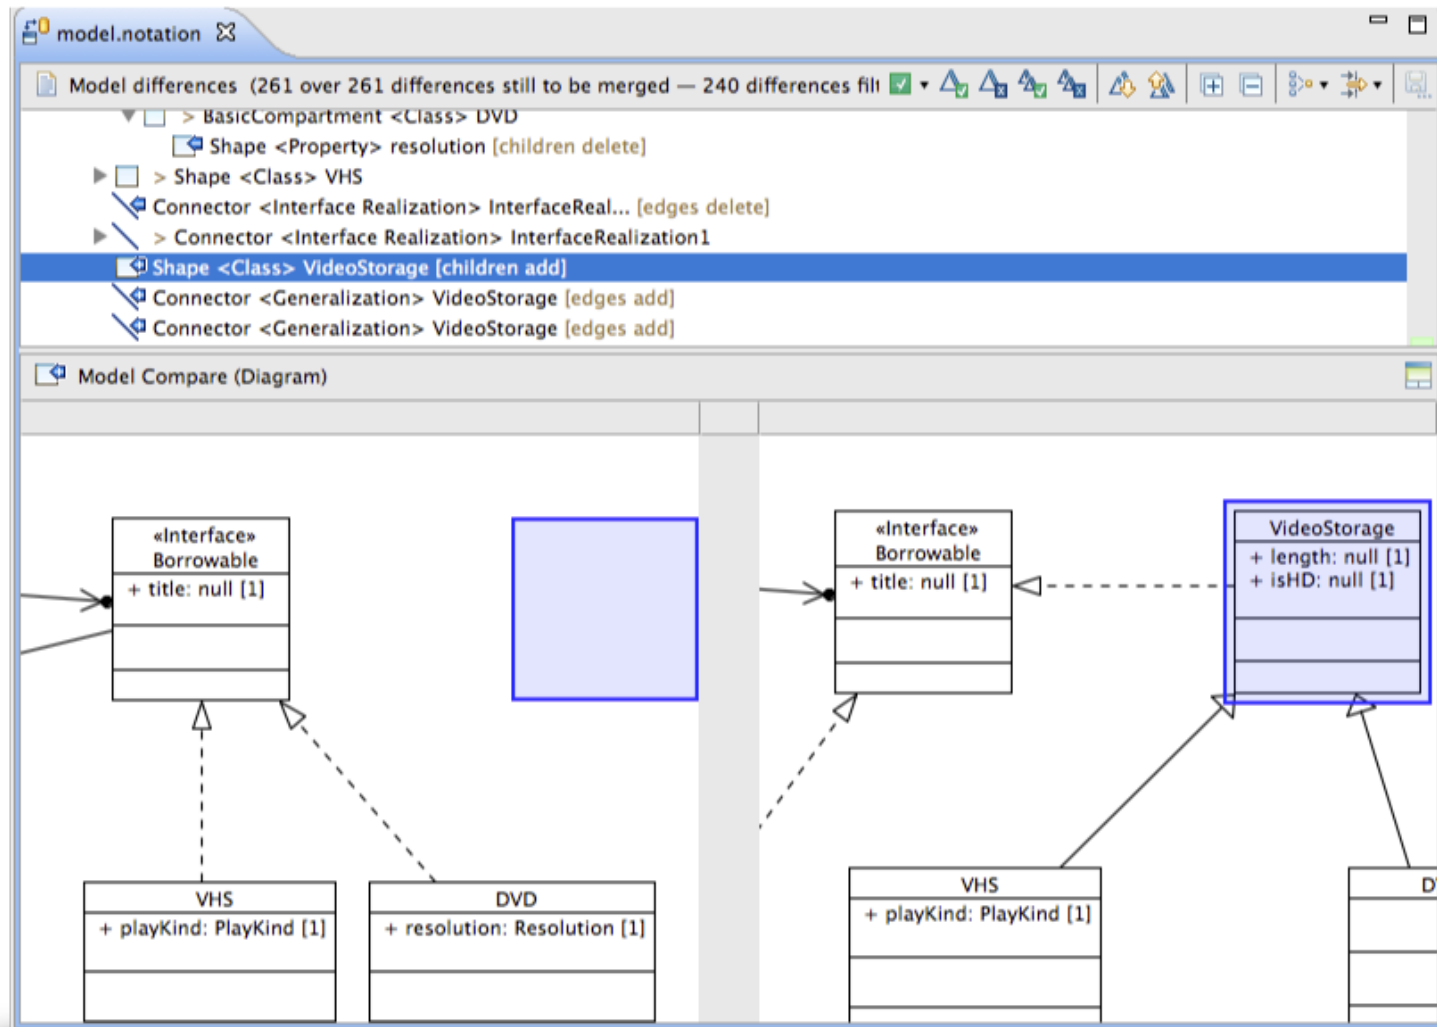 model.notation
Model differences (261 over 261 differences still to be merged — 240 differences filt
> BasicCompartment <Class> DVD
Shape <Property> resolution [children delete]
> Shape <Class> VHS
Connector <Interface Realization> InterfaceReal... [edges delete]
> Connector <Interface Realization> InterfaceRealization1
Shape <Class> VideoStorage [children add]
Connector <Generalization> VideoStorage [edges add]
Connector <Generalization> VideoStorage [edges add]
Model Compare (Diagram)
«Interface»
Borrowable
+ title: null [1]
VHS
+ playKind: PlayKind [1]
DVD
+ resolution: Resolution [1]
«Interface»
Borrowable
+ title: null [1]
VideoStorage
+ length: null [1]
+ isHD: null [1]
VHS
+ playKind: PlayKind [1]